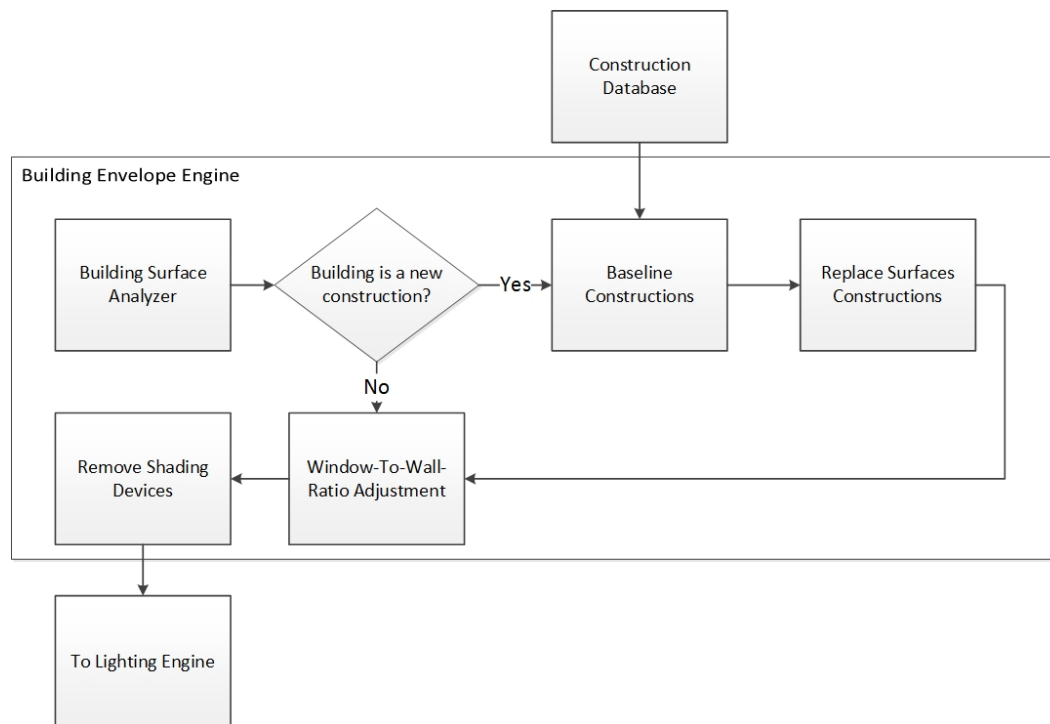 Construction
Database
Building Envelope Engine
Building Surface
Analyzer
Building is a new
construction?
Yes
Baseline
Constructions
Replace Surfaces
Constructions
No
Remove Shading
Devices
Window-To-Wall-
Ratio Adjustment
To Lighting Engine